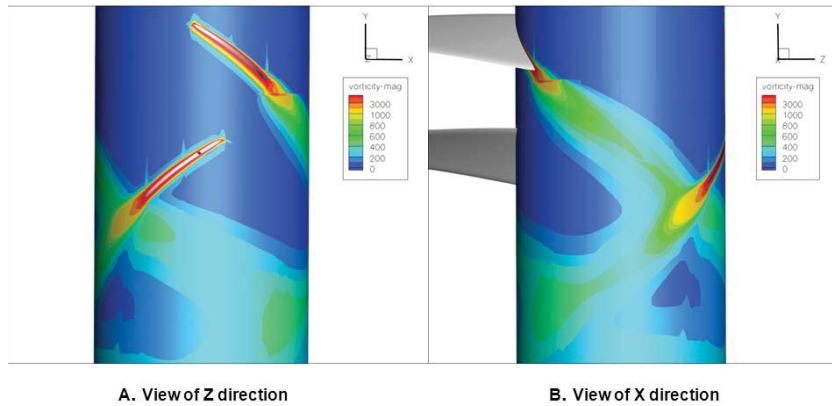 Y
Z X
vorticity-mag
3000
1000
800
600
400
200
0
Y
X Z
vorticity-mag
3000
1000
800
600
400
200
0
A. View of Z direction
B. View of X direction